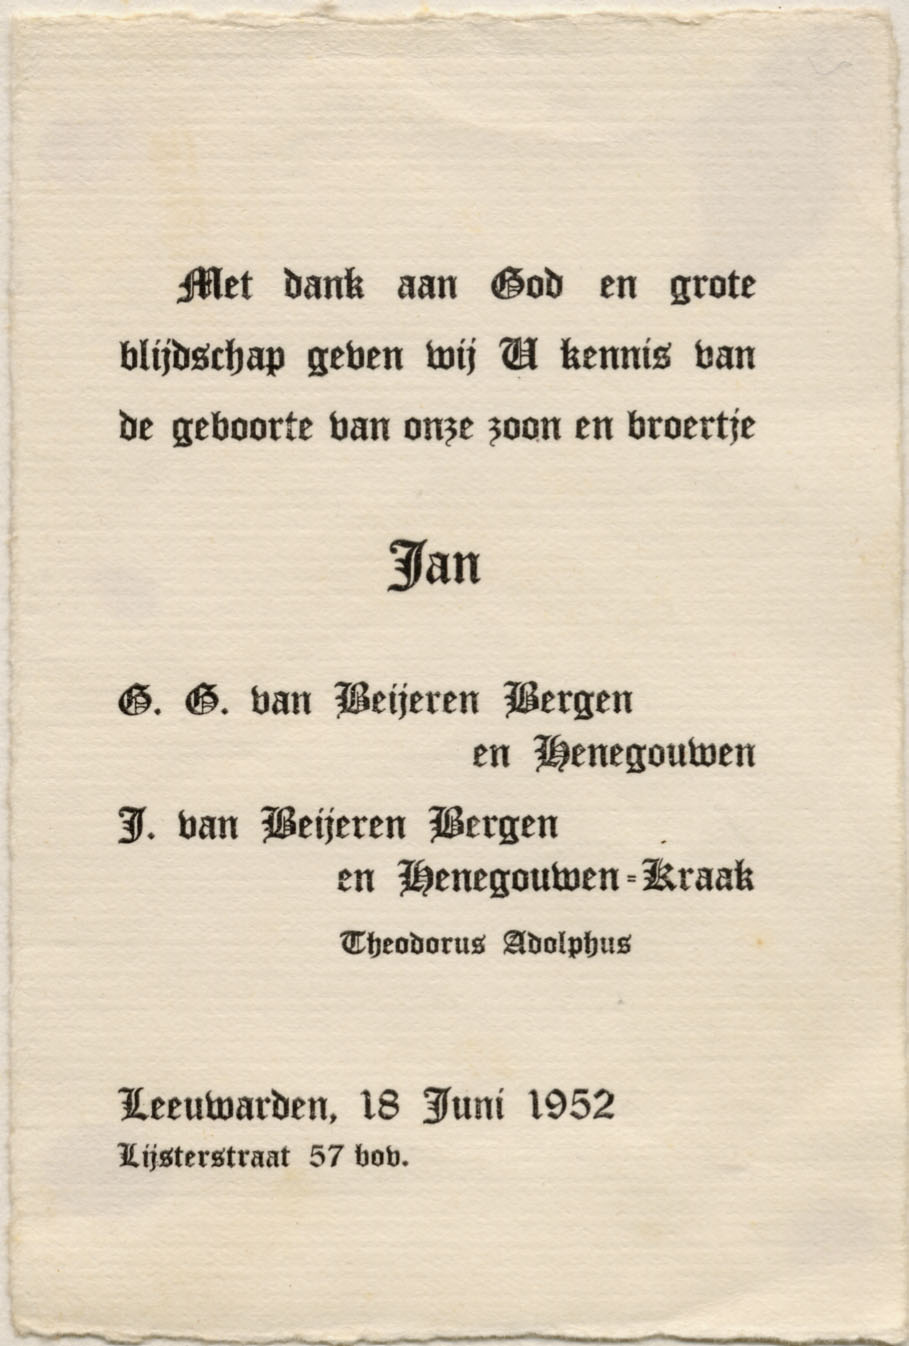 Met dank aan God en grote
blijdschap geven wij U kennis van
de geboorte van onze zoon en broertje
Jan
G. G. van Beijeren Bergen
en Henegouwen
J. van Beijeren Bergen
en Henegouwen-Kraak
Theodorus Adolphus
Leeuwarden, 18 Juni 1952
Lijsterstraat 57 bov.